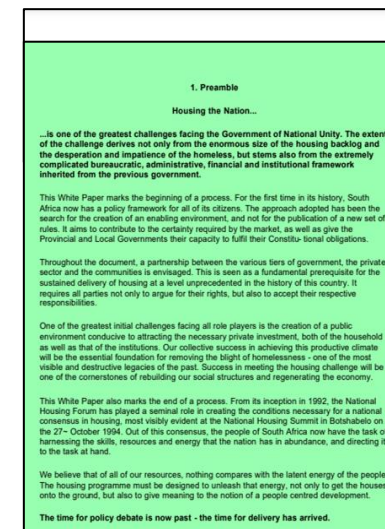 1. Preamble
Housing the Nation...
...is one of the greatest challenges facing the Government of National Unity. The extent
of the challenge derives not only from the enormous size of the housing backlog and
the desperation and impatience of the homeless, but stems also from the extremely
complicated bureaucratic, administrative, financial and institutional framework
inherited from the previous government.
This White Paper marks the beginning of a process. For the first time in its history, South
Africa now has a policy framework for all of its citizens. The approach adopted has been the
search for the creation of an enabling environment, and not for the publication of a new set of
rules. It aims to contribute to the certainty required by the market, as well as give the
Provincial and Local Governments their capacity to fulfil their Constitu- tional obligations.
Throughout the document, a partnership between the various tiers of government, the private
sector and the communities is envisaged. This is seen as a fundamental prerequisite for the
sustained delivery of housing at a level unprecedented in the history of this country. It
requires all parties not only to argue for their rights, but also to accept their respective
responsibilities.
One of the greatest initial challenges facing all role players is the creation of a public
environment conducive to attracting the necessary private investment, both of the household
as well as that of the institutions. Our collective success in achieving this productive climate
will be the essential foundation for removing the blight of homelessness - one of the most
visible and destructive legacies of the past. Success in meeting the housing challenge will be
one of the cornerstones of rebuilding our social structures and regenerating the economy.
This White Paper also marks the end of a process. From its inception in 1992, the National
Housing Forum has played a seminal role in creating the conditions necessary for a national
consensus in housing, most visibly evident at the National Housing Summit in Botshabelo on
the 27~ October 1994. Out of this consensus, the people of South Africa now have the task of
harnessing the skills, resources and energy that the nation has in abundance, and directing it
to the task at hand.
We believe that of all of our resources, nothing compares with the latent energy of the people.
The housing programme must be designed to unleash that energy, not only to get the houses
onto the ground, but also to give meaning to the notion of a people centred development.
The time for policy debate is now past - the time for delivery has arrived.